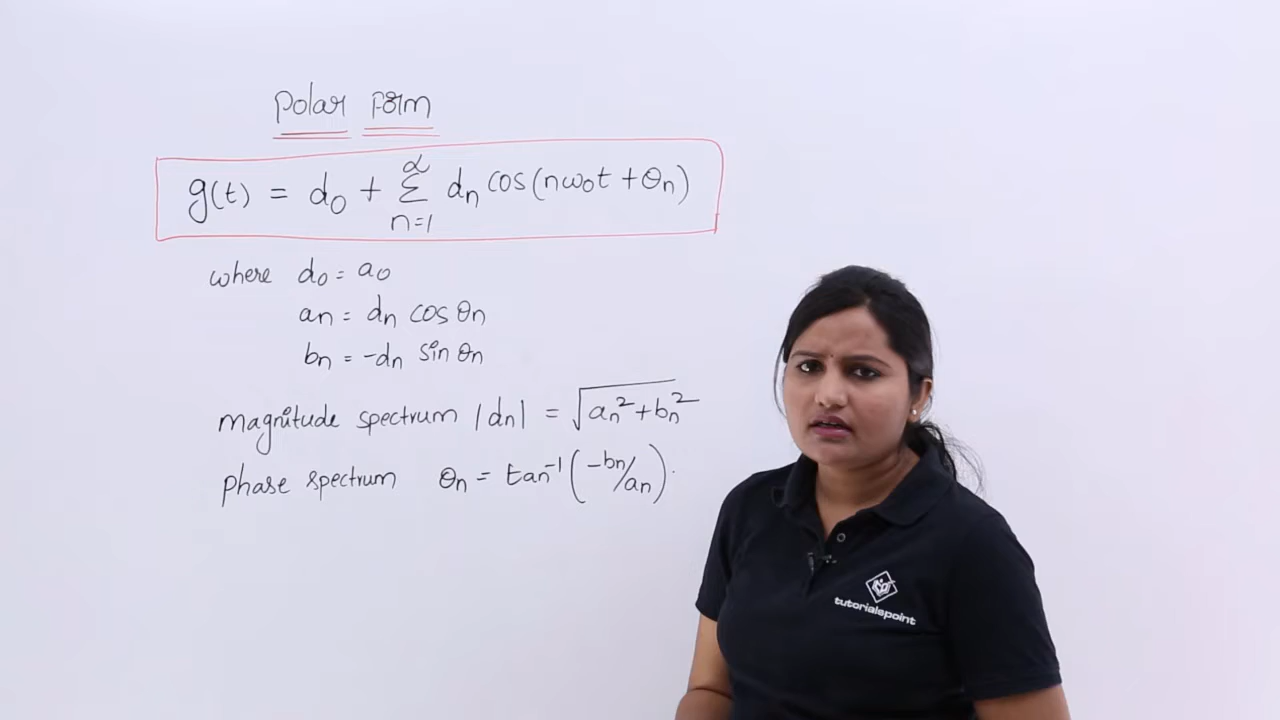 Polar form
g(t) = d₀ + Σ dₙ cos(nω₀t + θₙ)
∝
n=1
where d₀ = a₀
aₙ = dₙ cos θₙ
bₙ = -dₙ sin θₙ
magnitude spectrum |dₙ| = √(aₙ² + bₙ²)
phase spectrum θₙ = tan⁻¹(-bₙ/aₙ).
tutorialspoint